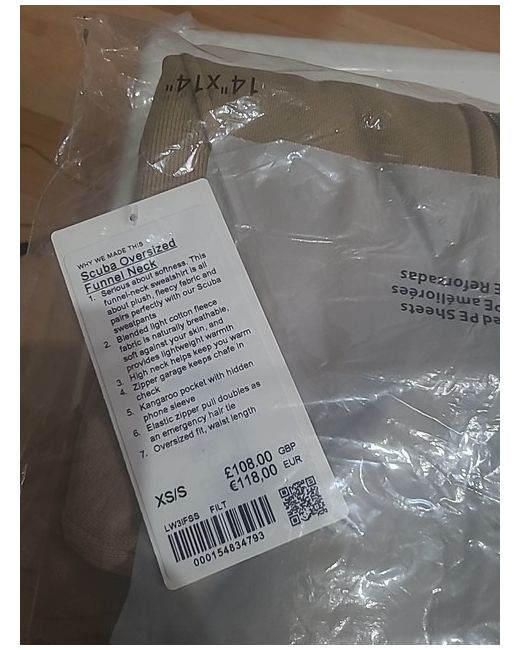 14"X14"
WHY WE MADE THIS
Scuba Oversized
Funnel Neck
1. Serious about softness. This
funnel-neck sweatshirt is all
about plush, fleecy fabric and
pairs perfectly with our Scuba
sweatpants
2. Blended light cotton fleece
fabric is naturally breathable,
soft against your skin, and
provides lightweight warmth
3. High neck helps keep you warm
4. Zipper garage keeps chafe in
check
5. Kangaroo pocket with hidden
phone sleeve
6. Elastic zipper pull doubles as
an emergency hair tie
7. Oversized fit, waist length
XS/S
£108.00 GBP
€118,00 EUR
LW3IFSS FILT
000154834793
ed PE Sheets
PE améliorées
E Reforzadas